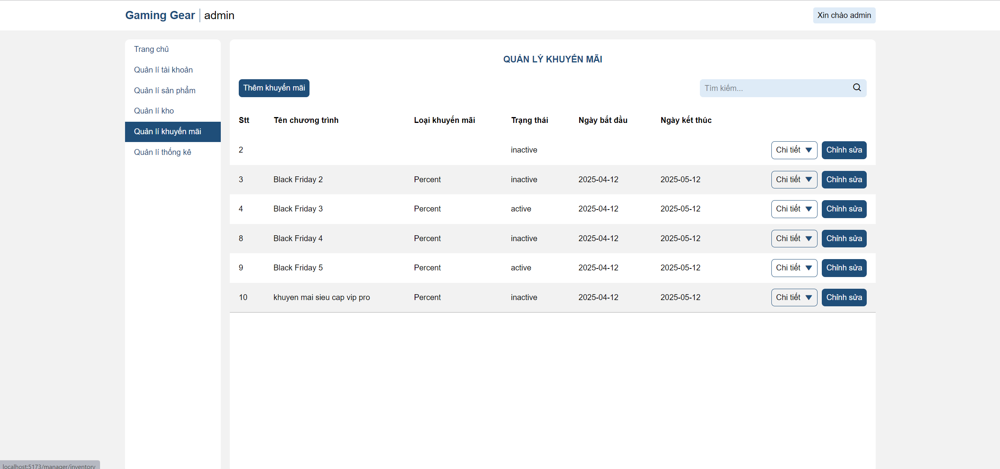 Gaming Gear | admin
Xin chào admin
Trang chủ
Quản lí tài khoản
Quản lí sản phẩm
Quản lí kho
Quản lí khuyến mãi
Quản lí thống kê
QUẢN LÝ KHUYẾN MÃI
Thêm khuyến mãi
Tìm kiếm...
Stt Tên chương trình Loại khuyến mãi Trạng thái Ngày bắt đầu Ngày kết thúc
2 inactive Chi tiết Chỉnh sửa
3 Black Friday 2 Percent inactive 2025-04-12 2025-05-12 Chi tiết Chỉnh sửa
4 Black Friday 3 Percent active 2025-04-12 2025-05-12 Chi tiết Chỉnh sửa
8 Black Friday 4 Percent inactive 2025-04-12 2025-05-12 Chi tiết Chỉnh sửa
9 Black Friday 5 Percent active 2025-04-12 2025-05-12 Chi tiết Chỉnh sửa
10 khuyen mai sieu cap vip pro Percent inactive 2025-04-12 2025-05-12 Chi tiết Chỉnh sửa
localhost:5173/manager/inventory